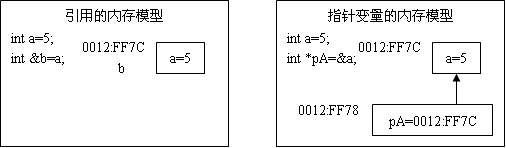 引用的内存模型
int a=5;
int &b=a;
0012:FF7C
b
a=5
指针变量的内存模型
int a=5;
int *pA=&a;
0012:FF7C
a=5
0012:FF78
pA=0012:FF7C